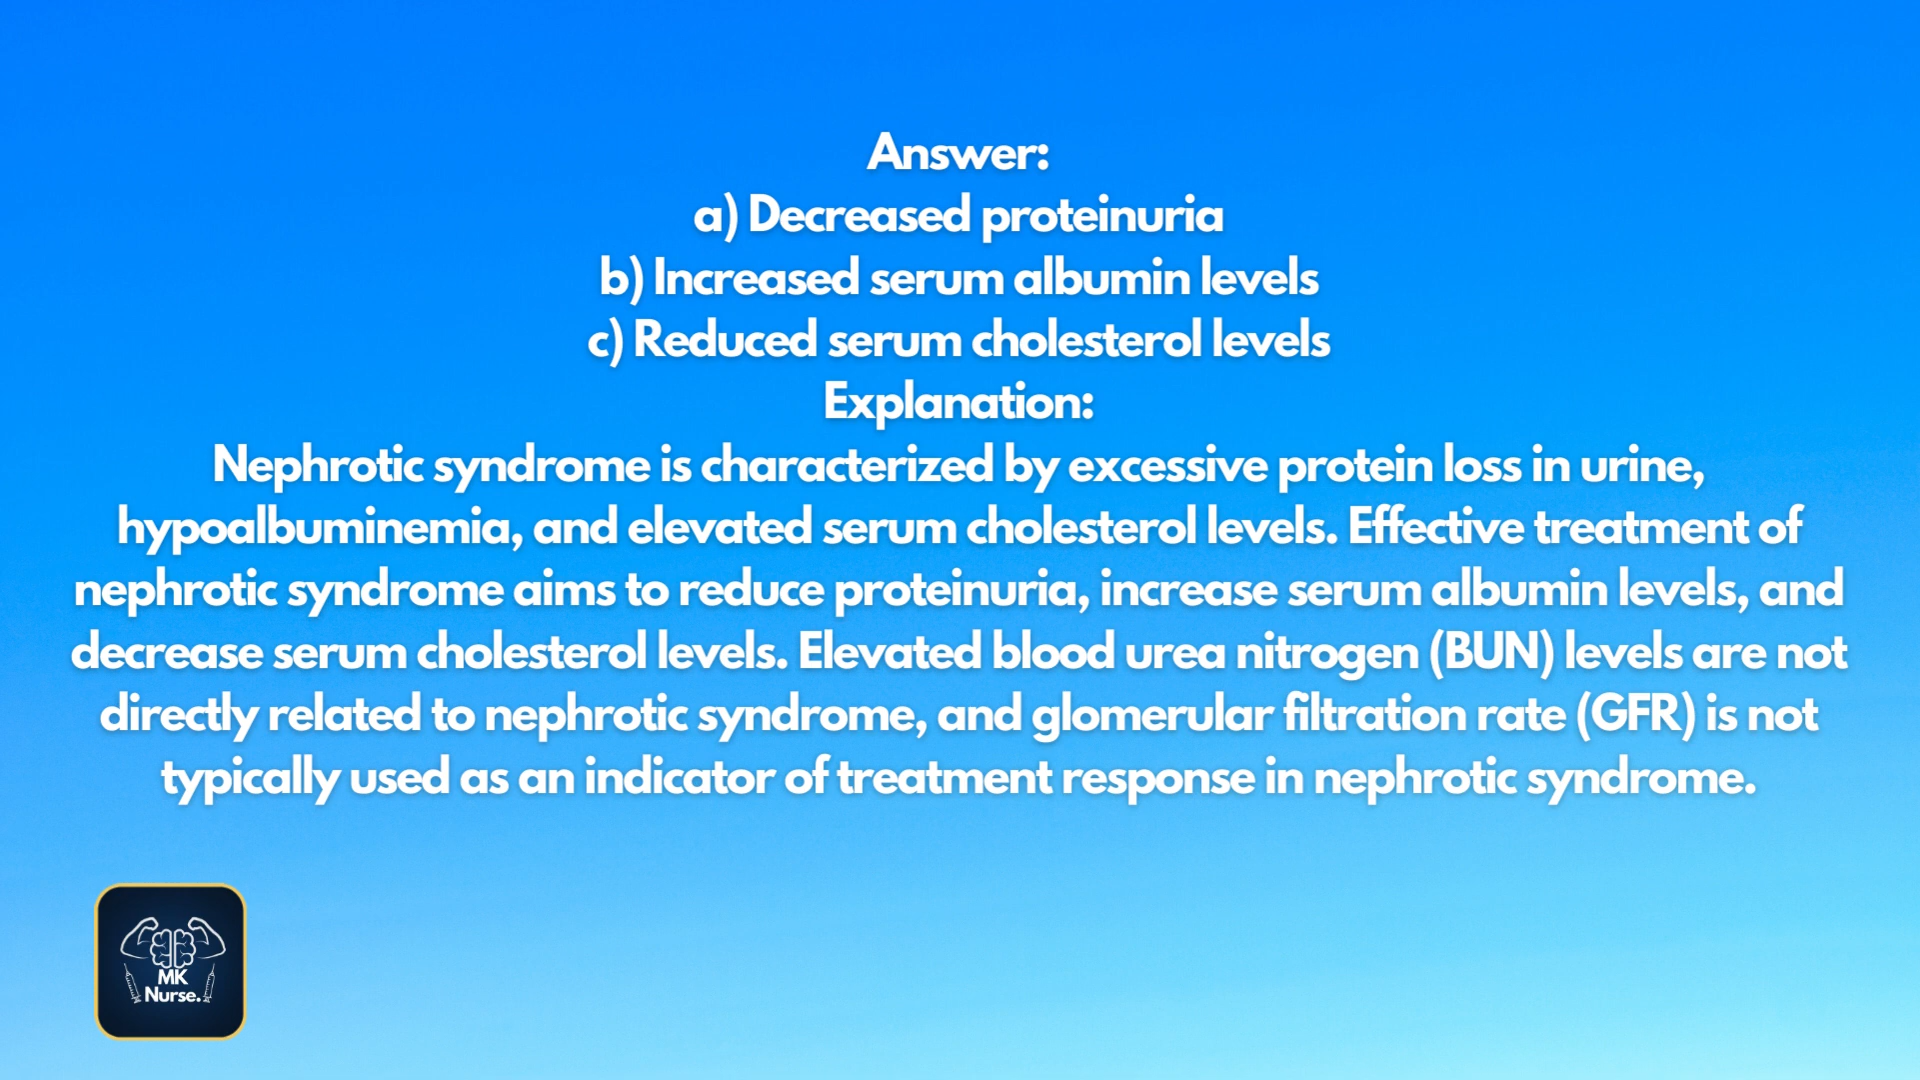 Answer:
a) Decreased proteinuria
b) Increased serum albumin levels
c) Reduced serum cholesterol levels
Explanation:
Nephrotic syndrome is characterized by excessive protein loss in urine,
hypoalbuminemia, and elevated serum cholesterol levels. Effective treatment of
nephrotic syndrome aims to reduce proteinuria, increase serum albumin levels, and
decrease serum cholesterol levels. Elevated blood urea nitrogen (BUN) levels are not
directly related to nephrotic syndrome, and glomerular filtration rate (GFR) is not
typically used as an indicator of treatment response in nephrotic syndrome.
MK
Nurse.